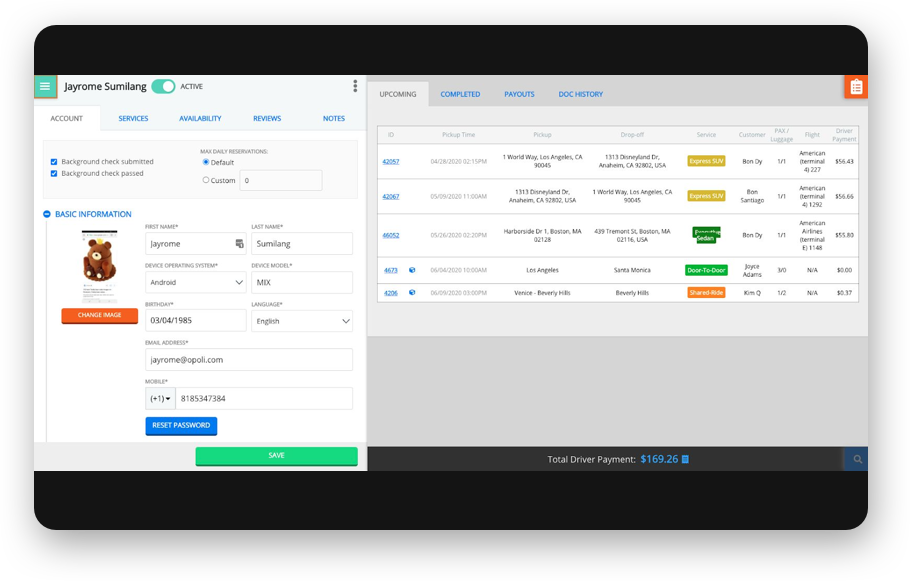 Jayrome Sumilang ACTIVE
ACCOUNT SERVICES AVAILABILITY REVIEWS NOTES
Background check submitted
Background check passed
MAX DAILY RESERVATIONS:
Default
Custom 0
BASIC INFORMATION
CHANGE IMAGE
FIRST NAME* LAST NAME*
Jayrome Sumilang
DEVICE OPERATING SYSTEM* DEVICE MODEL*
Android MIX
BIRTHDAY* LANGUAGE*
03/04/1985 English
EMAIL ADDRESS*
jayrome@opoli.com
MOBILE*
(+1) 8185347384
RESET PASSWORD
SAVE
UPCOMING COMPLETED PAYOUTS DOC HISTORY
ID Pickup Time Pickup Drop-off Service Customer PAX / Luggage Flight Driver Payment
42057 04/28/2020 02:15PM 1 World Way, Los Angeles, CA 90045 1313 Disneyland Dr, Anaheim, CA 92802, USA Express SUV Bon Dy 1/1 American (terminal 4) 227 $56.43
42067 05/09/2020 11:00AM 1313 Disneyland Dr, Anaheim, CA 92802, USA 1 World Way, Los Angeles, CA 90045 Express SUV Bon Santiago 1/1 American (terminal 4) 1292 $56.66
46052 05/26/2020 02:20PM Harborside Dr 1, Boston, MA 02128 439 Tremont St, Boston, MA 02116, USA Executive Sedan Bon Dy 1/1 American Airlines (terminal E) 1148 $55.80
4673 06/04/2020 10:00AM Los Angeles Santa Monica Door-To-Door Joyce Adams 3/0 N/A $0.00
4206 06/09/2020 03:00PM Venice - Beverly Hills Beverly Hills Shared-Ride Kim Q 1/2 N/A $0.37
Total Driver Payment: $169.26